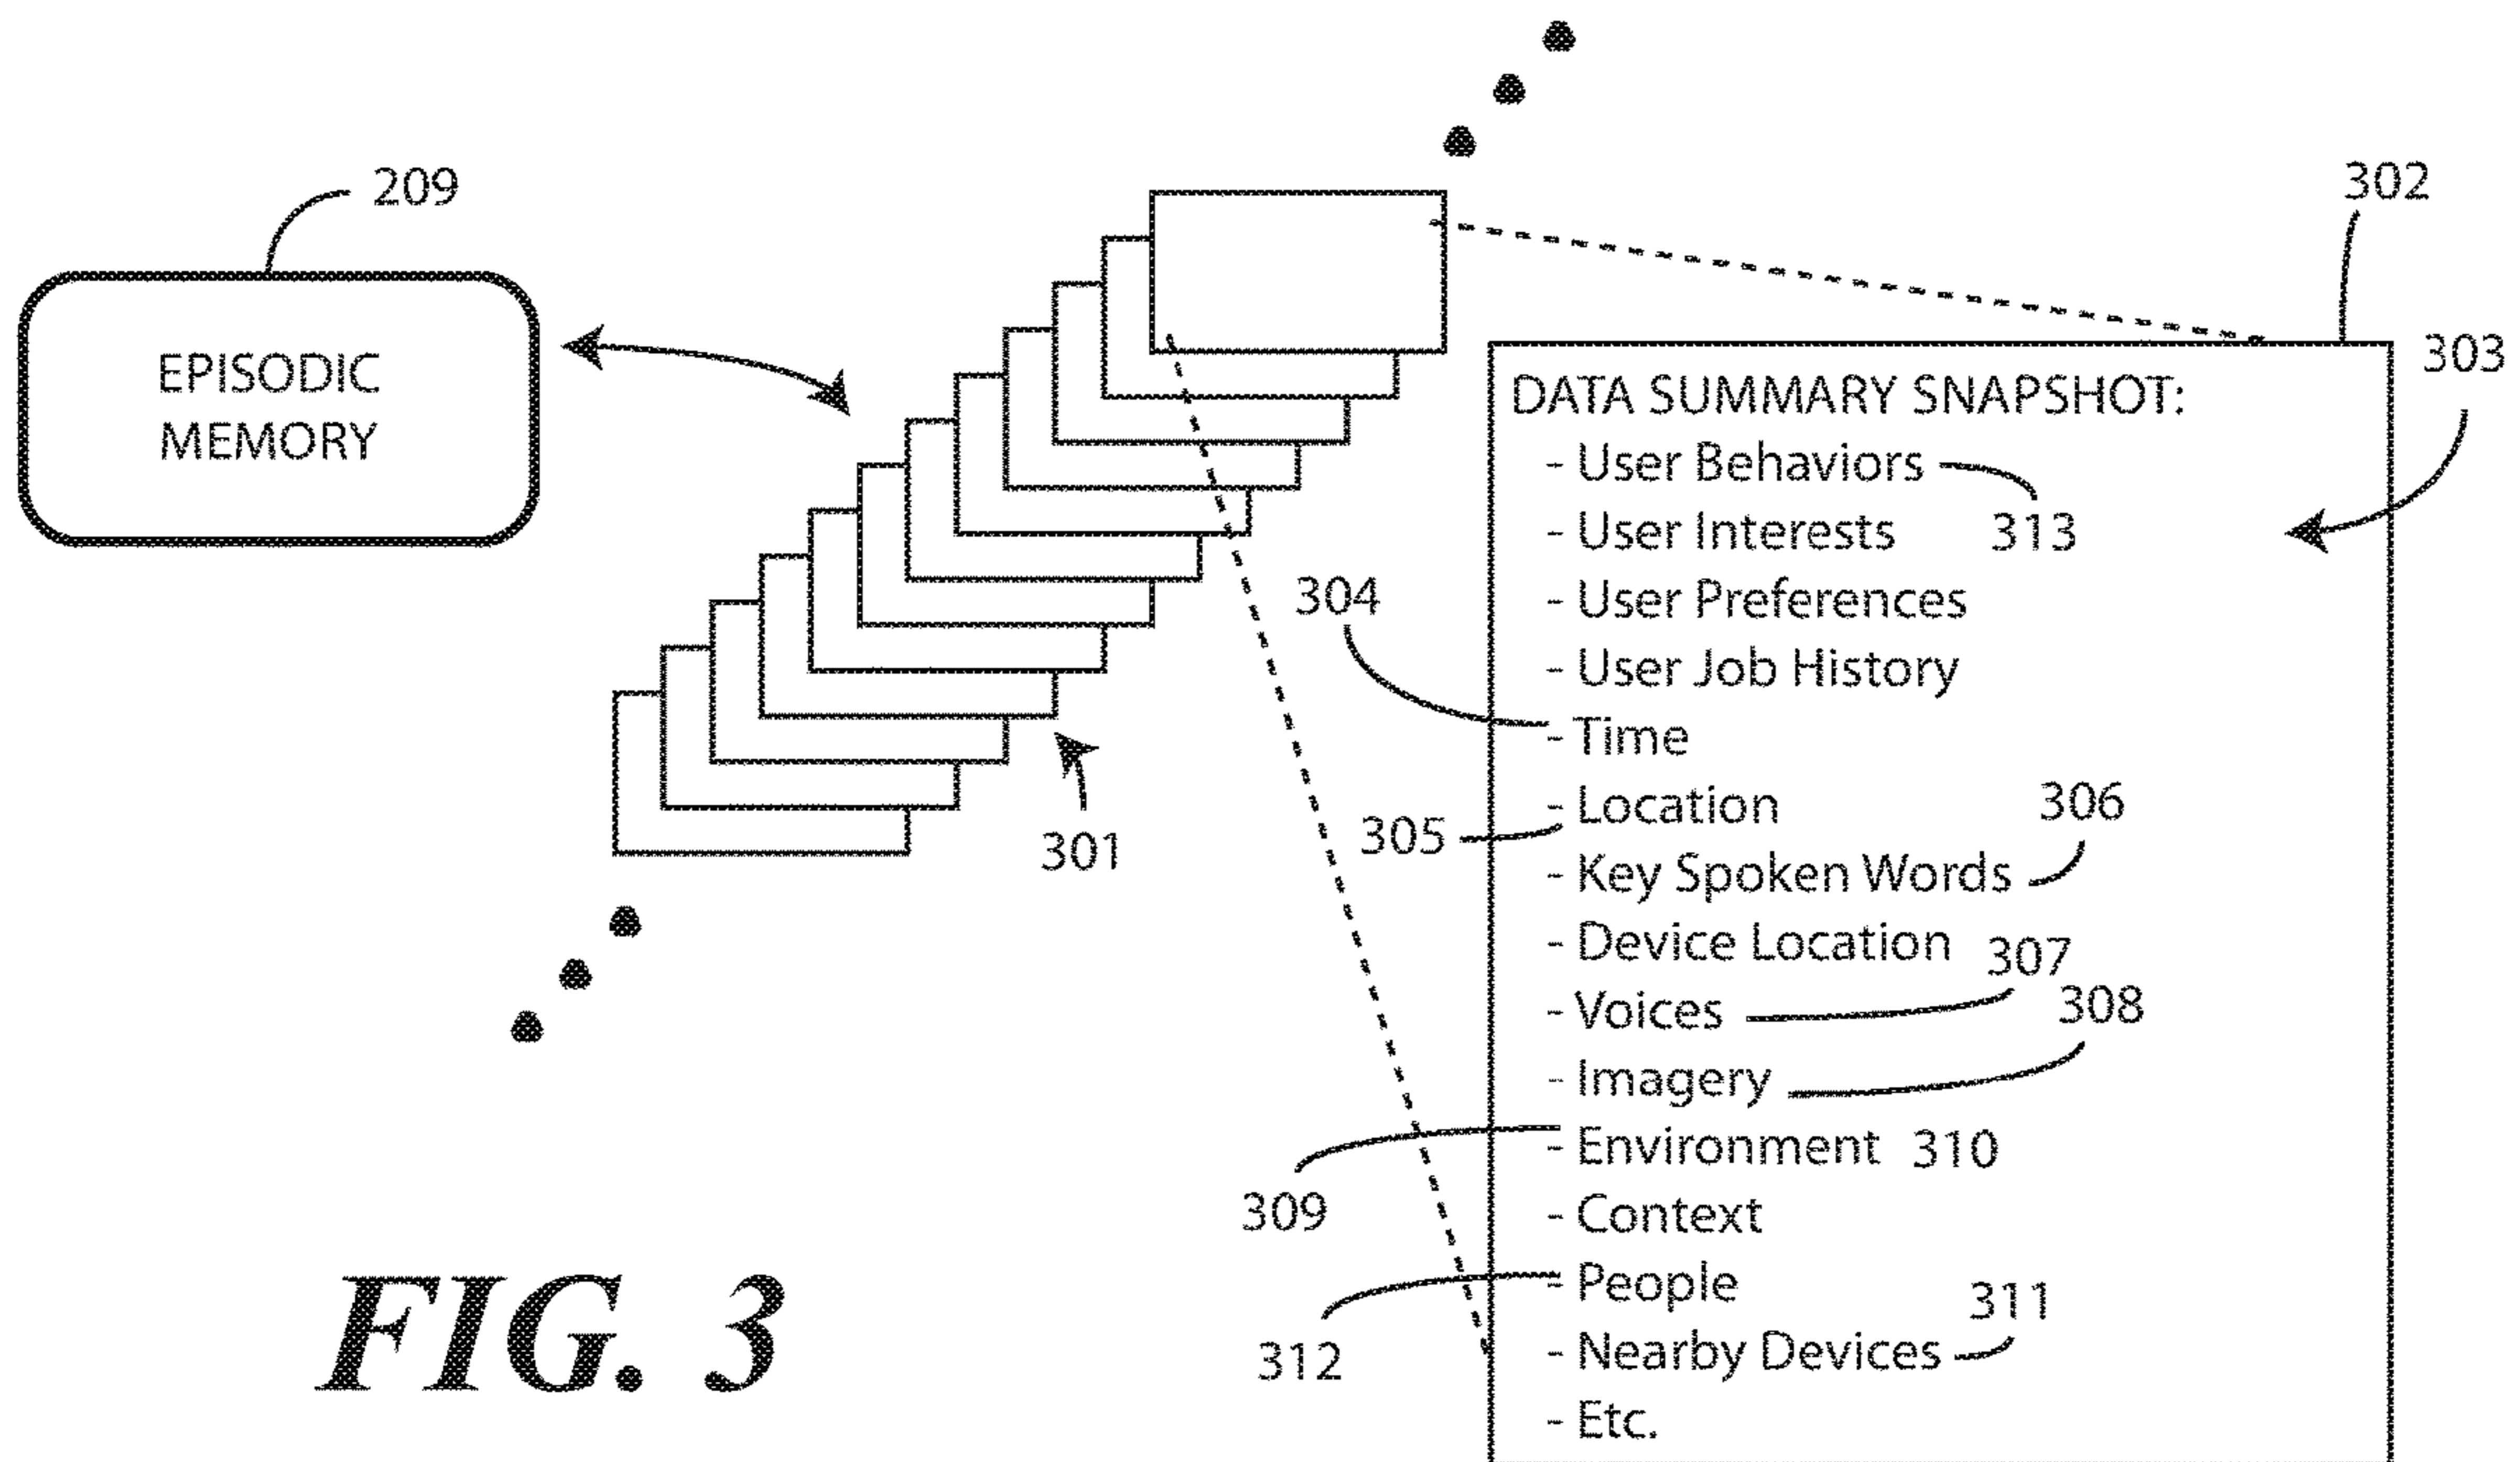 209
302
EPISODIC
MEMORY
303
DATA SUMMARY SNAPSHOT:
- User Behaviors
- User Interests 313
- User Preferences
304
- User Job History
- Time
- Location 306
305
- Key Spoken Words
301
- Device Location 307
- Voices 308
- Imagery
- Environment 310
309
- Context
- People 311
312
- Nearby Devices
- Etc.
FIG. 3